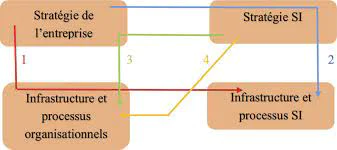 Stratégie de
l'entreprise
Stratégie SI
1
3
4
2
Infrastructure et
processus
organisationnels
Infrastructure et
processus SI